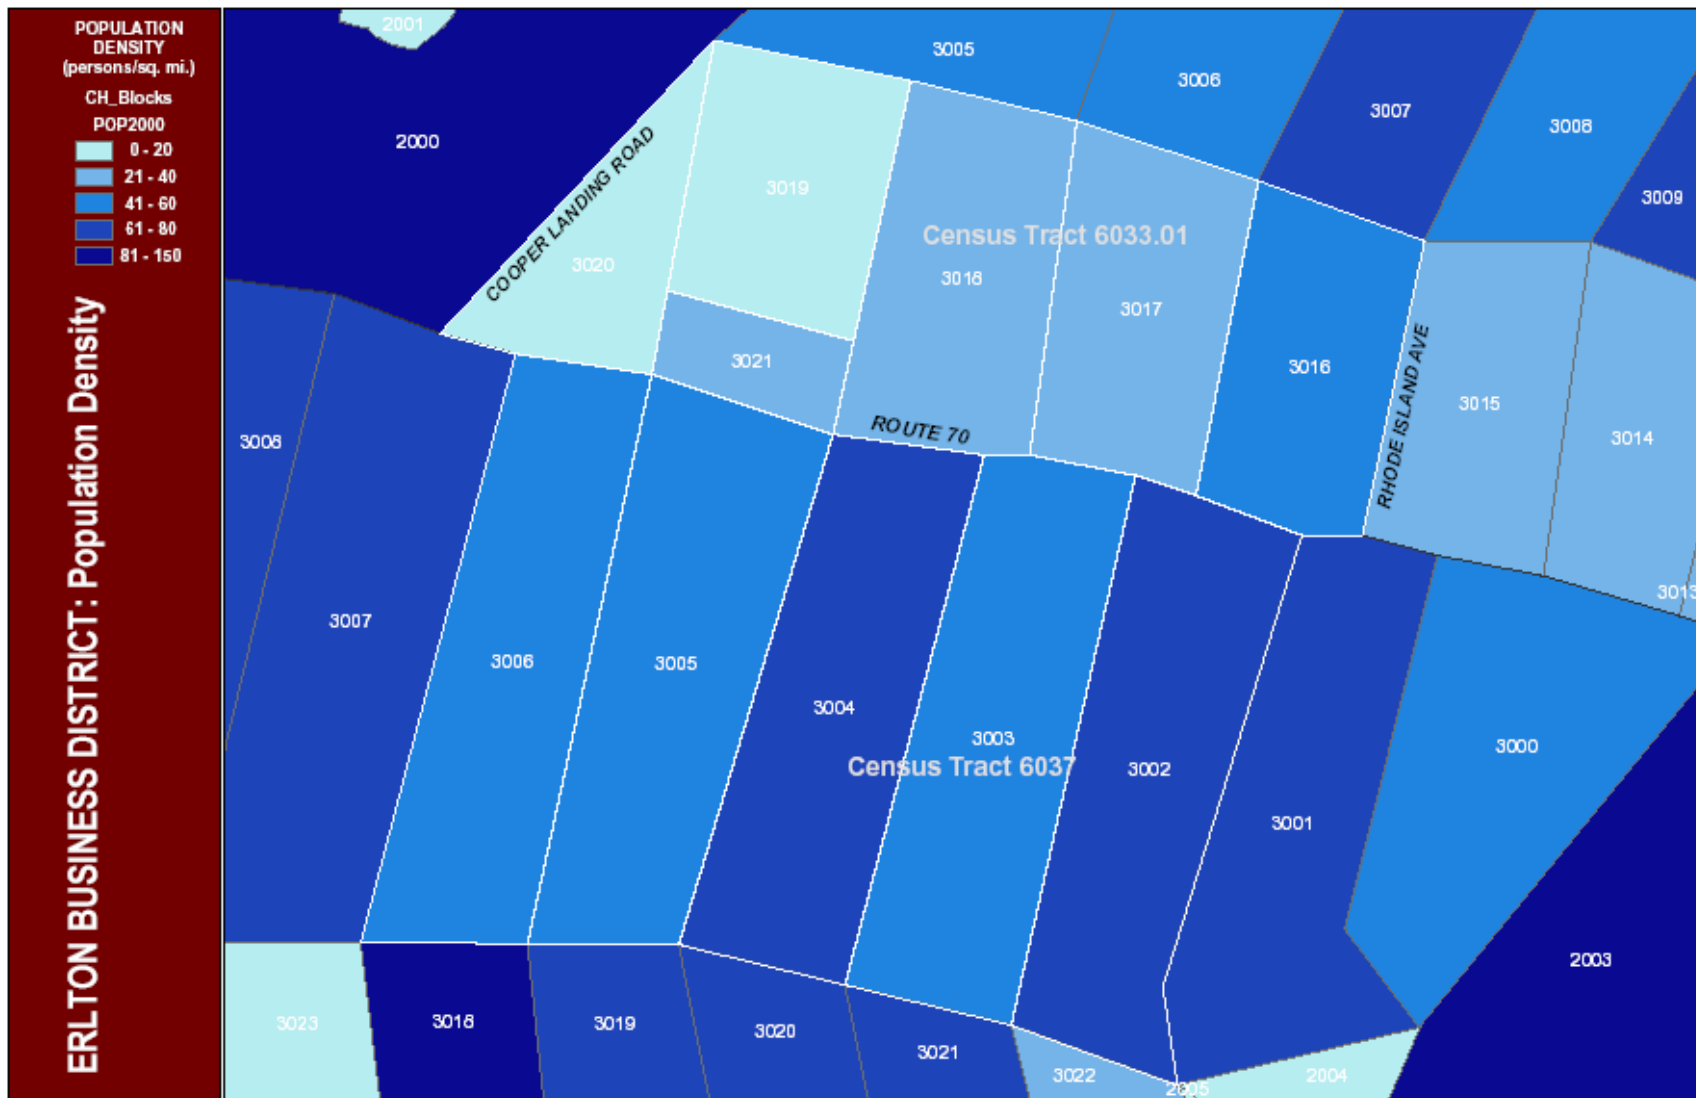 POPULATION
DENSITY
(persons/sq. mi.)
CH_Blocks
POP2000
0 - 20
21 - 40
41 - 60
61 - 80
81 - 150
ERLTON BUSINESS DISTRICT: Population Density
2001
3005
3006
3007
3008
3009
2000
COOPER LANDING ROAD
3019
3020
Census Tract 6033.01
3018
3017
3021
3016
RHODE ISLAND AVE
3015
3014
ROUTE 70
3013
3008
3007
3006
3005
3004
3003
Census Tract 6037
3002
3001
3000
2003
3023
3018
3019
3020
3021
3022
2005
2004